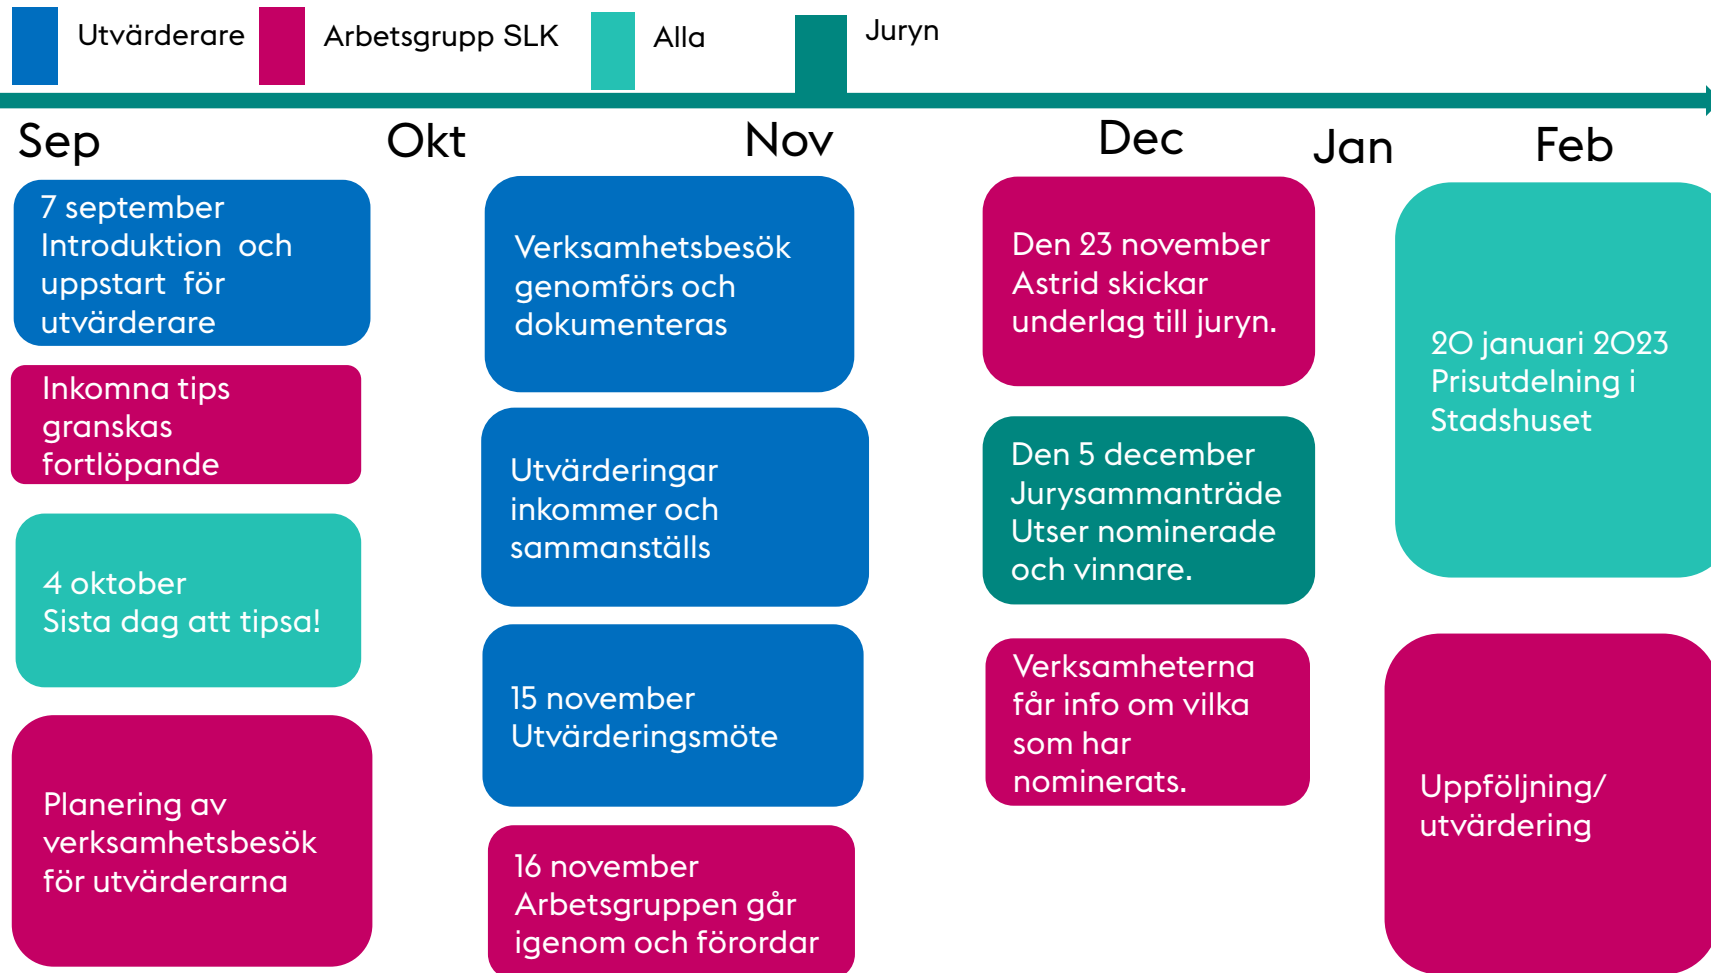 Utvärderare
Arbetsgrupp SLK
Alla
Juryn
Sep
Okt
Nov
Dec
Jan
Feb
7 september
Introduktion och
uppstart för
utvärderare
Inkomna tips
granskas
fortlöpande
4 oktober
Sista dag att tipsa!
Planering av
verksamhetsbesök
för utvärderarna
Verksamhetsbesök
genomförs och
dokumenteras
Utvärderingar
inkommer och
sammanställs
15 november
Utvärderingsmöte
16 november
Arbetsgruppen går
igenom och förordar
Den 23 november
Astrid skickar
underlag till juryn.
Den 5 december
Jurysammanträde
Utser nominerade
och vinnare.
Verksamheterna
får info om vilka
som har
nominerats.
20 januari 2023
Prisutdelning i
Stadshuset
Uppföljning/
utvärdering